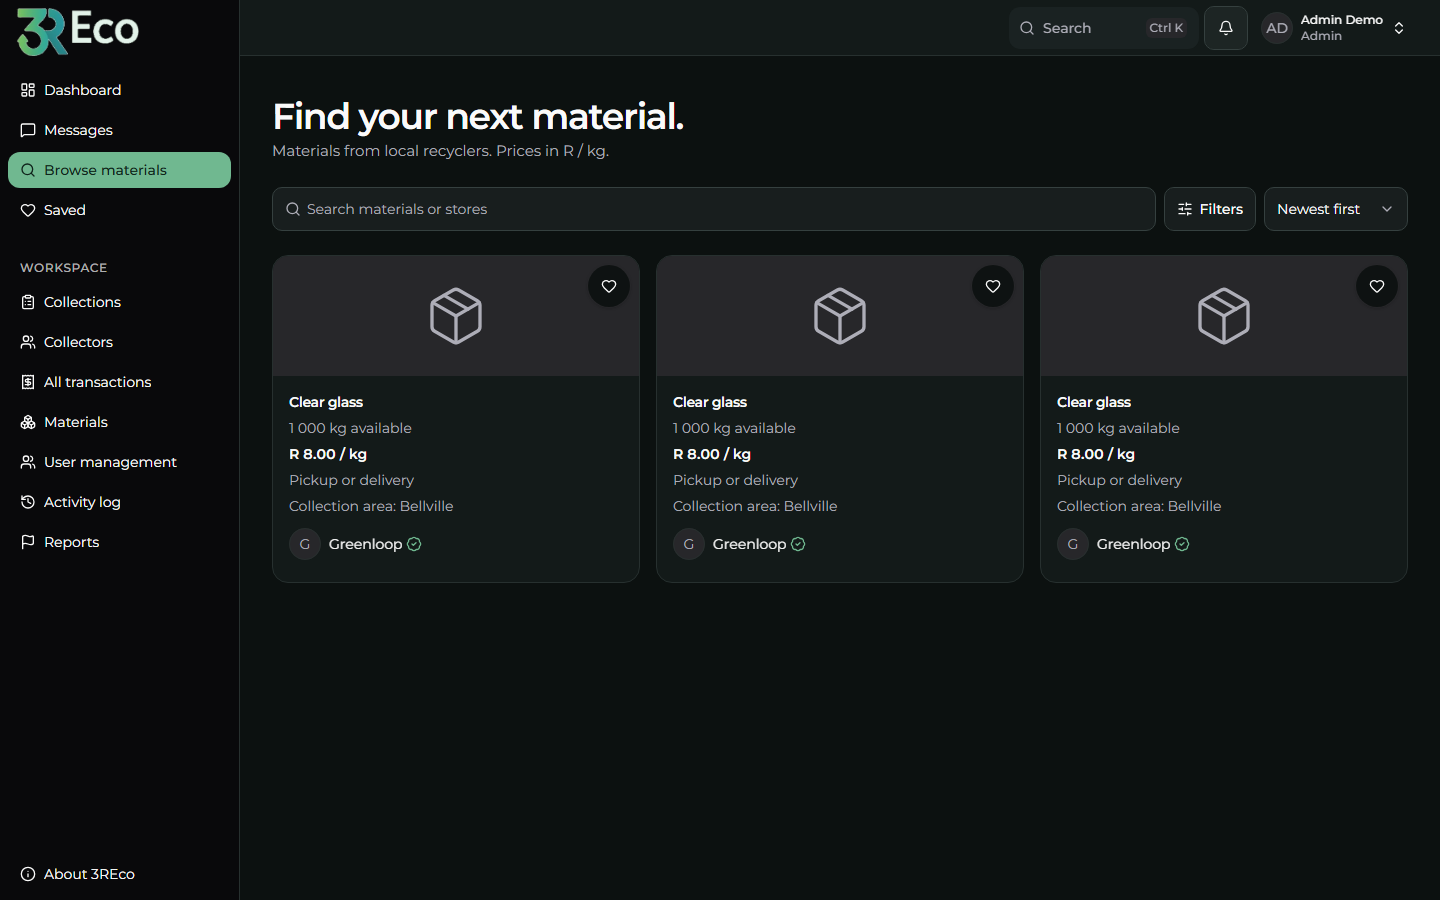 3R Eco
Search Ctrl K
AD
Admin Demo
Admin
Dashboard
Messages
Browse materials
Saved
WORKSPACE
Collections
Collectors
All transactions
Materials
User management
Activity log
Reports
About 3REco
Find your next material.
Materials from local recyclers. Prices in R / kg.
Search materials or stores
Filters
Newest first
Clear glass
1 000 kg available
R 8.00 / kg
Pickup or delivery
Collection area: Bellville
G Greenloop
Clear glass
1 000 kg available
R 8.00 / kg
Pickup or delivery
Collection area: Bellville
G Greenloop
Clear glass
1 000 kg available
R 8.00 / kg
Pickup or delivery
Collection area: Bellville
G Greenloop